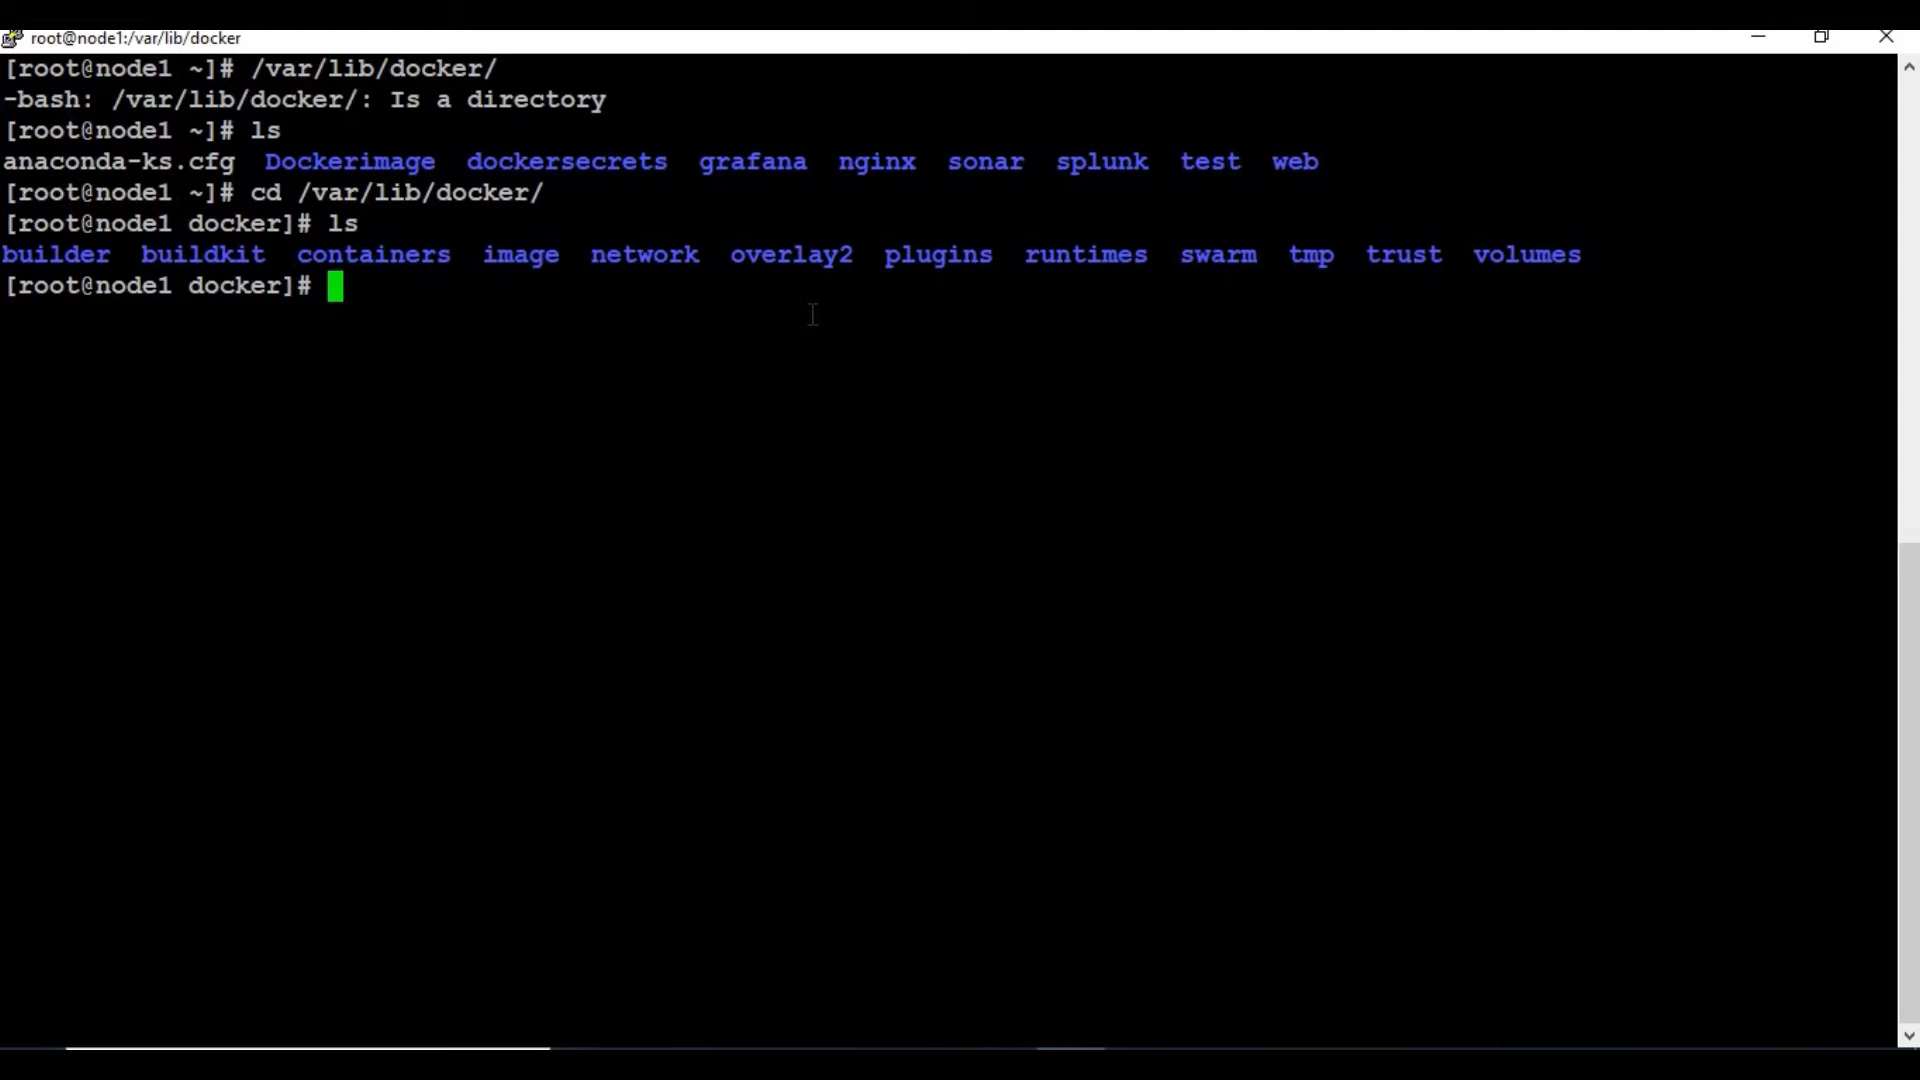 root@node1:/var/lib/docker
[root@node1 ~]# /var/lib/docker/
-bash: /var/lib/docker/: Is a directory
[root@node1 ~]# ls
anaconda-ks.cfg  Dockerimage  dockersecrets  grafana  nginx  sonar  splunk  test  web
[root@node1 ~]# cd /var/lib/docker/
[root@node1 docker]# ls
builder  buildkit  containers  image  network  overlay2  plugins  runtimes  swarm  tmp  trust  volumes
[root@node1 docker]#